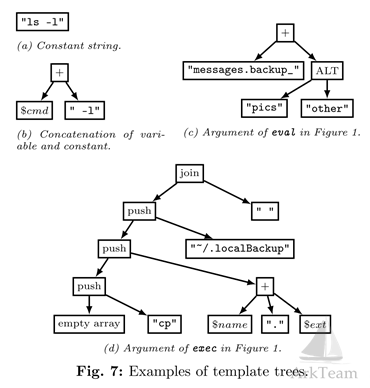 "ls -l"
(a) Constant string.
+
$cmd " -l"
(b) Concatenation of vari-
able and constant.
+
"messages.backup_" ALT
"pics" "other"
(c) Argument of eval in Figure 1.
join
push " "
push "~/.localBackup"
push +
empty array "cp" $name "." $ext
(d) Argument of exec in Figure 1.
Fig. 7: Examples of template trees.
ArkTeam